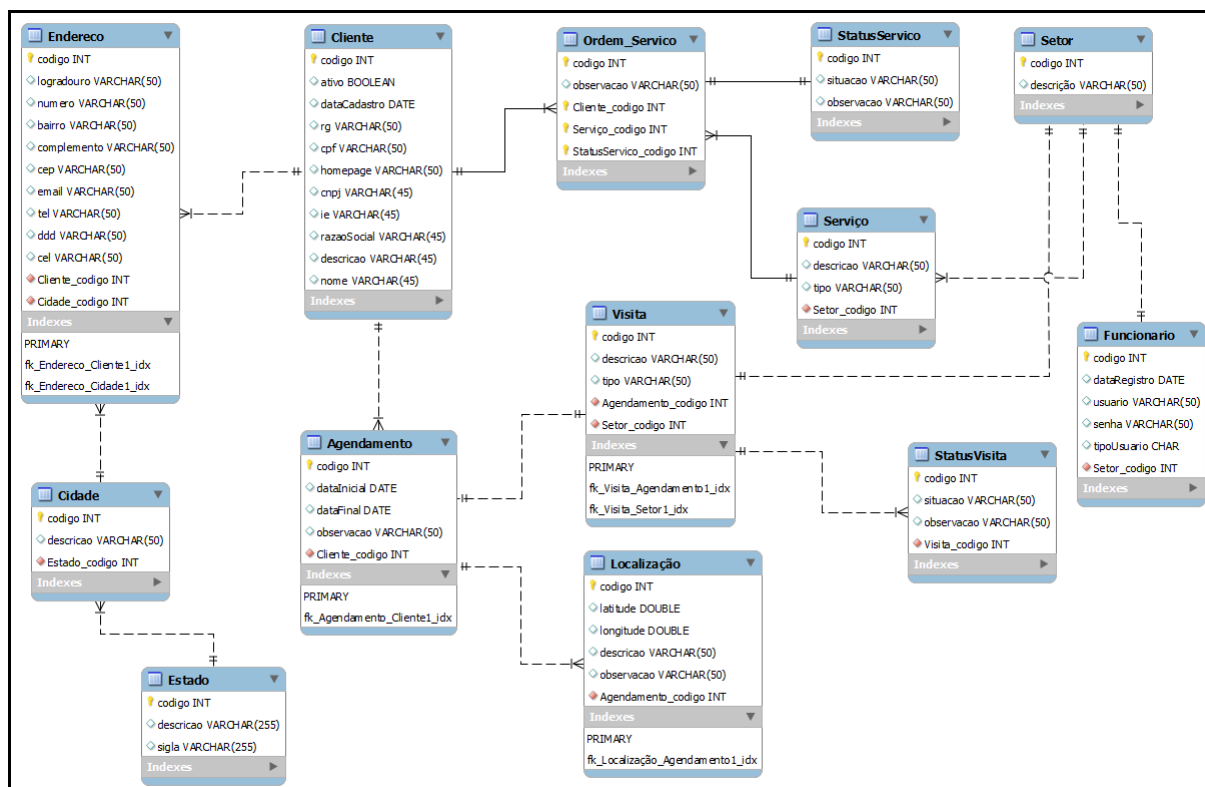 Endereco
codigo INT
logradouro VARCHAR(50)
numero VARCHAR(50)
bairro VARCHAR(50)
complemento VARCHAR(50)
cep VARCHAR(50)
email VARCHAR(50)
tel VARCHAR(50)
ddd VARCHAR(50)
cel VARCHAR(50)
Cliente_codigo INT
Cidade_codigo INT
Indexes
PRIMARY
fk_Endereco_Cliente1_idx
fk_Endereco_Cidade1_idx
Cliente
codigo INT
ativo BOOLEAN
dataCadastro DATE
rg VARCHAR(50)
cpf VARCHAR(50)
homepage VARCHAR(50)
cnpj VARCHAR(45)
ie VARCHAR(45)
razaoSocial VARCHAR(45)
descricao VARCHAR(45)
nome VARCHAR(45)
Indexes
Ordem_Servico
codigo INT
observacao VARCHAR(50)
Cliente_codigo INT
Serviço_codigo INT
StatusServico_codigo INT
Indexes
StatusServico
codigo INT
situacao VARCHAR(50)
observacao VARCHAR(50)
Indexes
Setor
codigo INT
descrição VARCHAR(50)
Indexes
Serviço
codigo INT
descricao VARCHAR(50)
tipo VARCHAR(50)
Setor_codigo INT
Indexes
Visita
codigo INT
descricao VARCHAR(50)
tipo VARCHAR(50)
Agendamento_codigo INT
Setor_codigo INT
Indexes
PRIMARY
fk_Visita_Agendamento1_idx
fk_Visita_Setor1_idx
Funcionario
codigo INT
dataRegistro DATE
usuario VARCHAR(50)
senha VARCHAR(50)
tipoUsuario CHAR
Setor_codigo INT
Indexes
Agendamento
codigo INT
dataInicial DATE
dataFinal DATE
observacao VARCHAR(50)
Cliente_codigo INT
Indexes
PRIMARY
fk_Agendamento_Cliente1_idx
StatusVisita
codigo INT
situacao VARCHAR(50)
observacao VARCHAR(50)
Visita_codigo INT
Indexes
Cidade
codigo INT
descricao VARCHAR(50)
Estado_codigo INT
Indexes
Localização
codigo INT
latitude DOUBLE
longitude DOUBLE
descricao VARCHAR(50)
observacao VARCHAR(50)
Agendamento_codigo INT
Indexes
PRIMARY
fk_Localização_Agendamento1_idx
Estado
codigo INT
descricao VARCHAR(255)
sigla VARCHAR(255)
Indexes